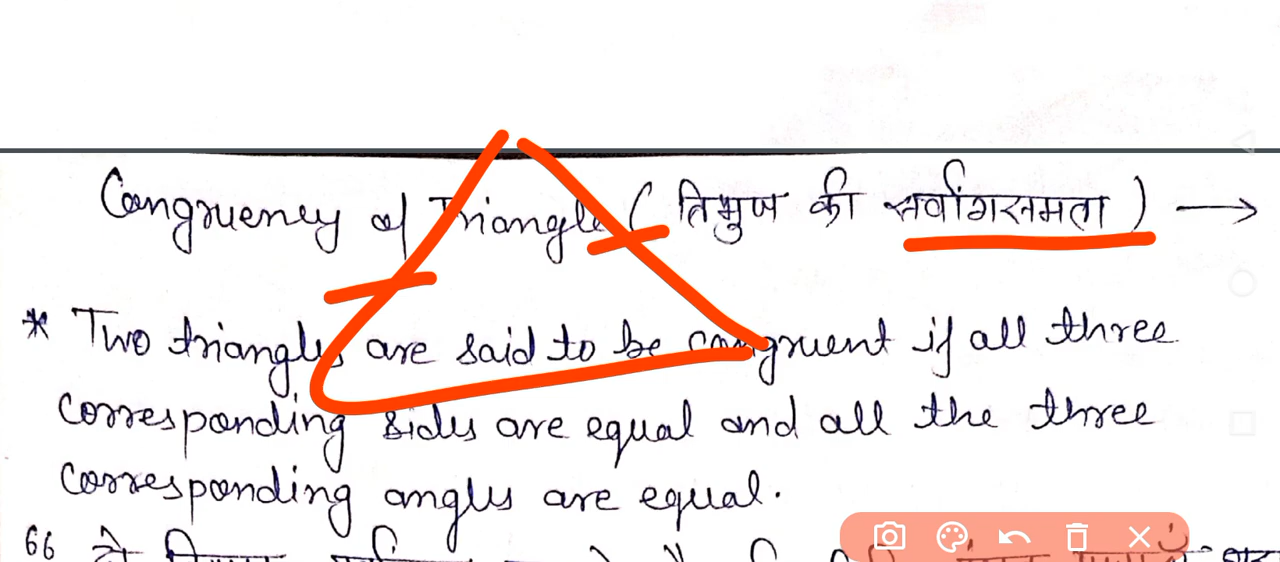 Congruency of Triangle (त्रिभुज की सर्वांगसमता) →
* Two triangles are said to be congruent if all three
corresponding sides are equal and all the three
corresponding angles are equal.
66